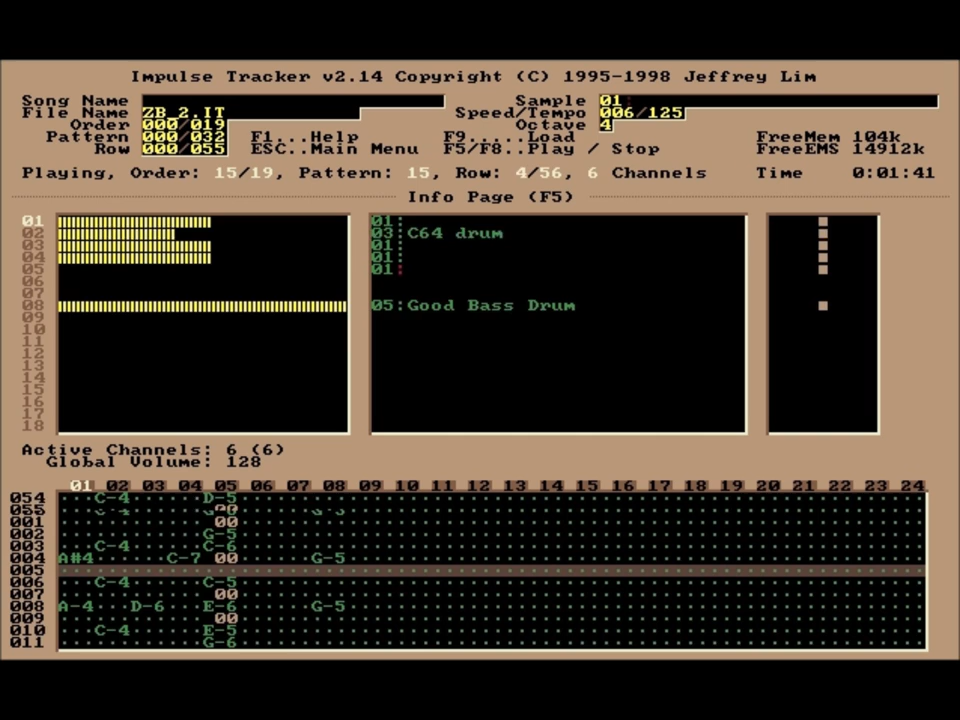 Impulse Tracker v2.14 Copyright (C) 1995-1998 Jeffrey Lim
Song Name Sample 01
File Name ZB_2.IT Speed/Tempo 006/125
Order 000/019 Octave 4
Pattern 000/032 F1...Help F9.....Load FreeMem 104k
Row 000/055 ESC..Main Menu F5/F8..Play / Stop FreeEMS 14912k
Playing, Order: 15/19, Pattern: 15, Row: 4/56, 6 Channels Time 0:01:41
Info Page (F5)
01 01:
02 03:C64 drum
03 01:
04 01:
05 01:
06
07
08 05:Good Bass Drum
09
10
11
12
13
14
15
16
17
18
Active Channels: 6 (6)
Global Volume: 128
01 02 03 04 05 06 07 08 09 10 11 12 13 14 15 16 17 18 19 20 21 22 23 24
054 C-4 D-5
055 00
001 00
002 G-5
003 C-4 C-6
004 A#4 C-7 00 G-5
005
006 C-4 C-5
007 00
008 A-4 D-6 E-6 G-5
009 00
010 C-4 E-5
011 G-6